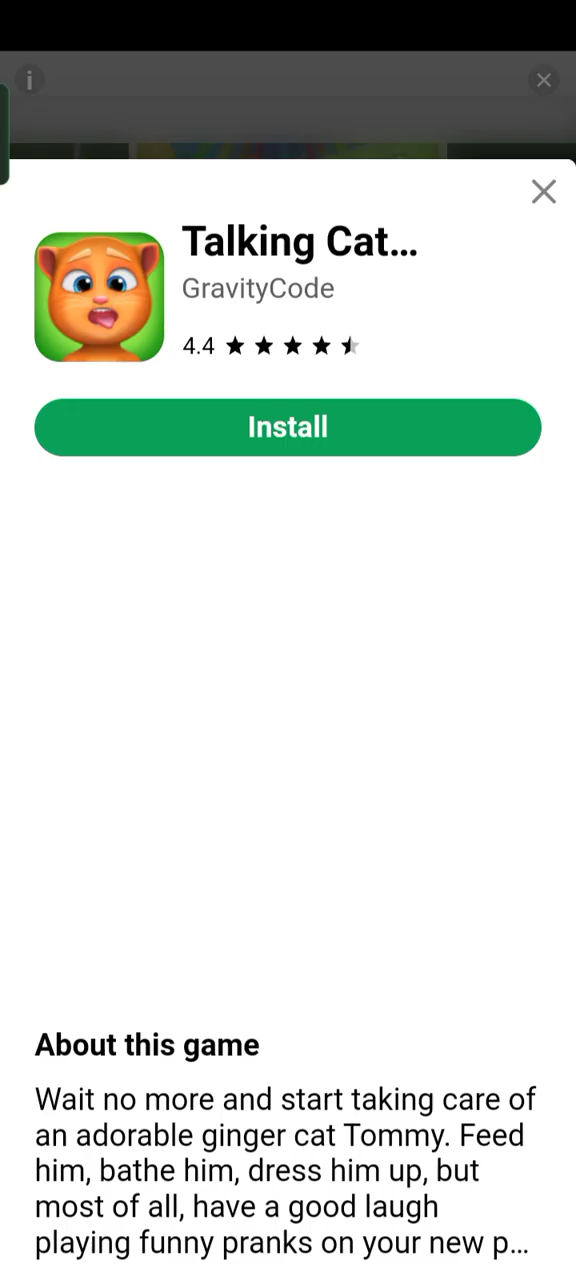 Talking Cat...
GravityCode
4.4
Install
About this game
Wait no more and start taking care of
an adorable ginger cat Tommy. Feed
him, bathe him, dress him up, but
most of all, have a good laugh
playing funny pranks on your new p...